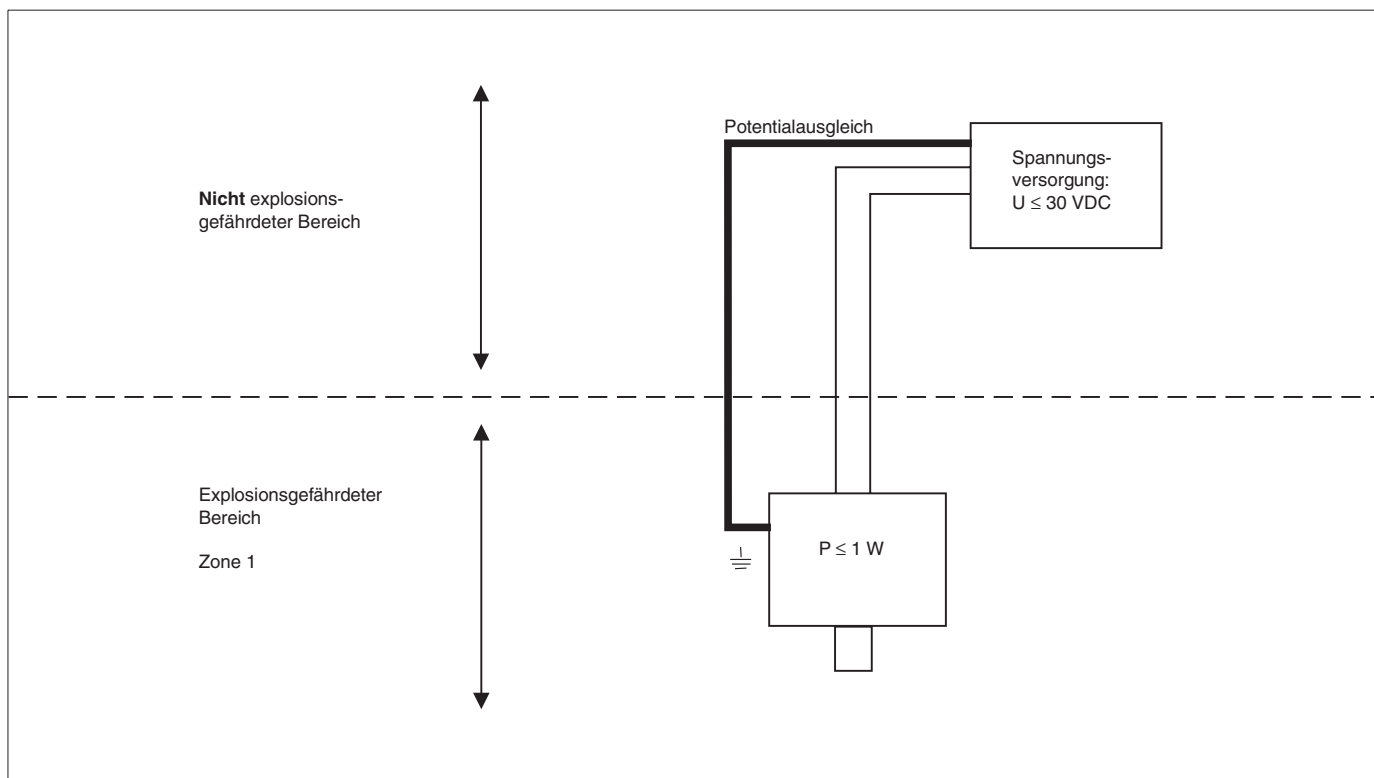 Potentialausgleich
Spannungs-
versorgung:
U ≤ 30 VDC
Nicht explosions-
gefährdeter Bereich
Explosionsgefährdeter
Bereich
Zone 1
P ≤ 1 W